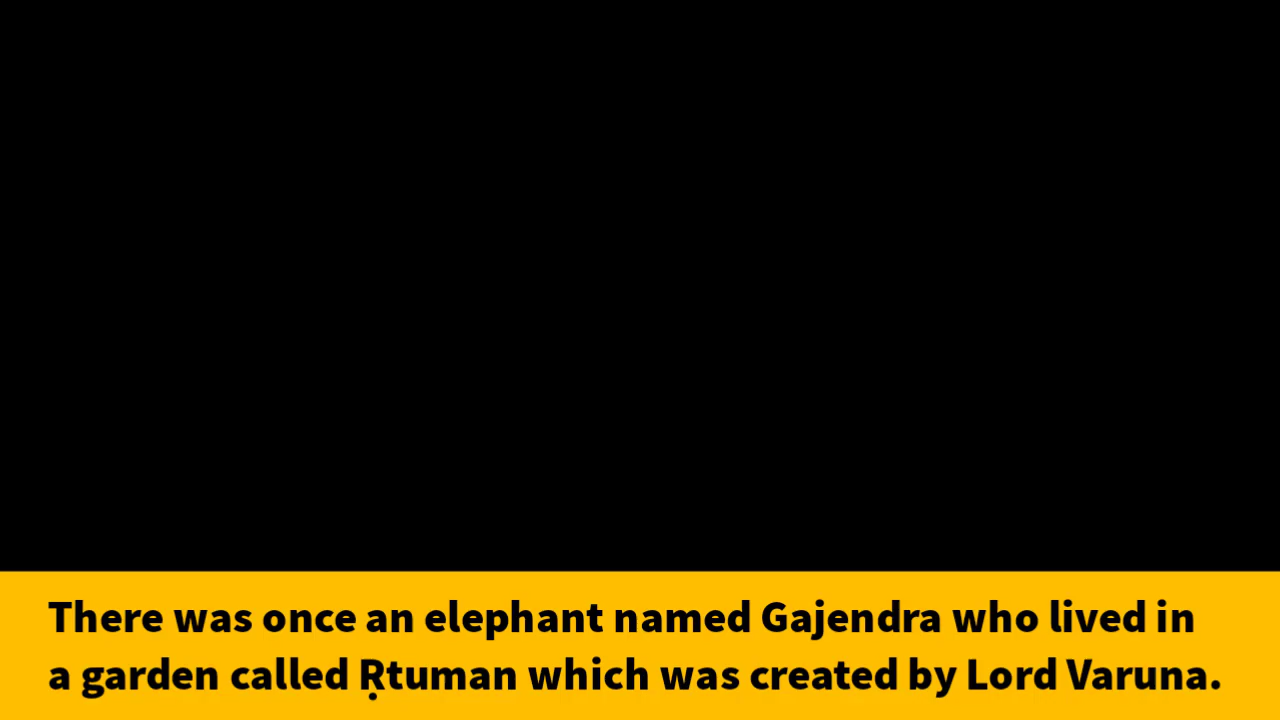 There was once an elephant named Gajendra who lived in
a garden called Ṛtuman which was created by Lord Varuna.